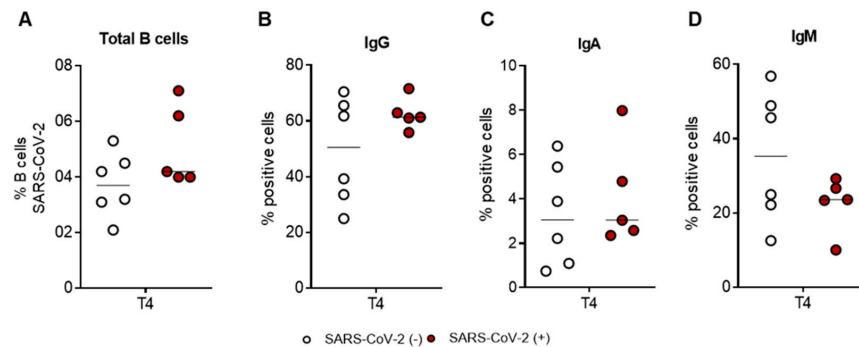 A
Total B cells
% B cells
SARS-CoV-2
08
06
04
02
0
T4
B
IgG
% positive cells
80
60
40
20
0
T4
C
IgA
% positive cells
10
8
6
4
2
0
T4
D
IgM
% positive cells
60
40
20
0
T4
SARS-CoV-2 (-) SARS-CoV-2 (+)